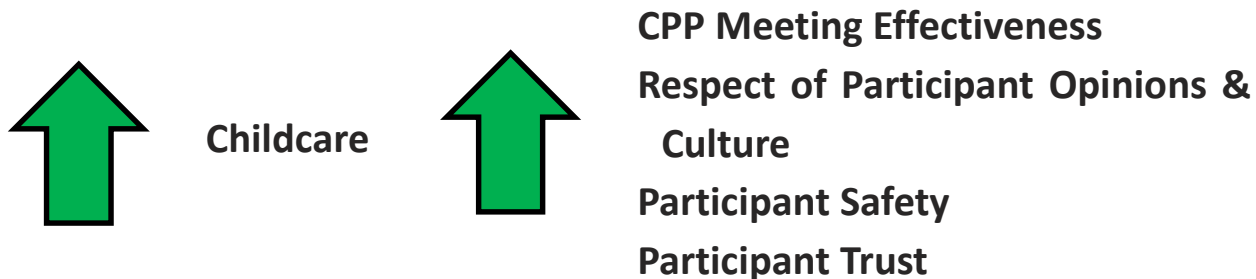 CPP Meeting Effectiveness
Respect of Participant Opinions &
Culture
Childcare
Participant Safety
Participant Trust